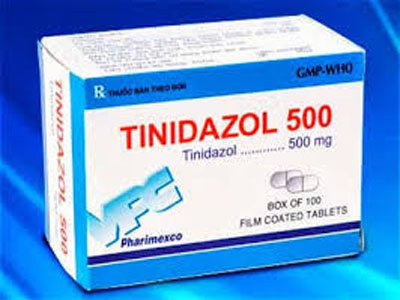 GMP-WHO
Rx THUỐC BÁN THEO ĐƠN
TINIDAZOL 500
Tinidazol ............ 500 mg
VPC
Pharimexco
BOX OF 100
FILM COATED TABLETS
TINIDAZOL 500